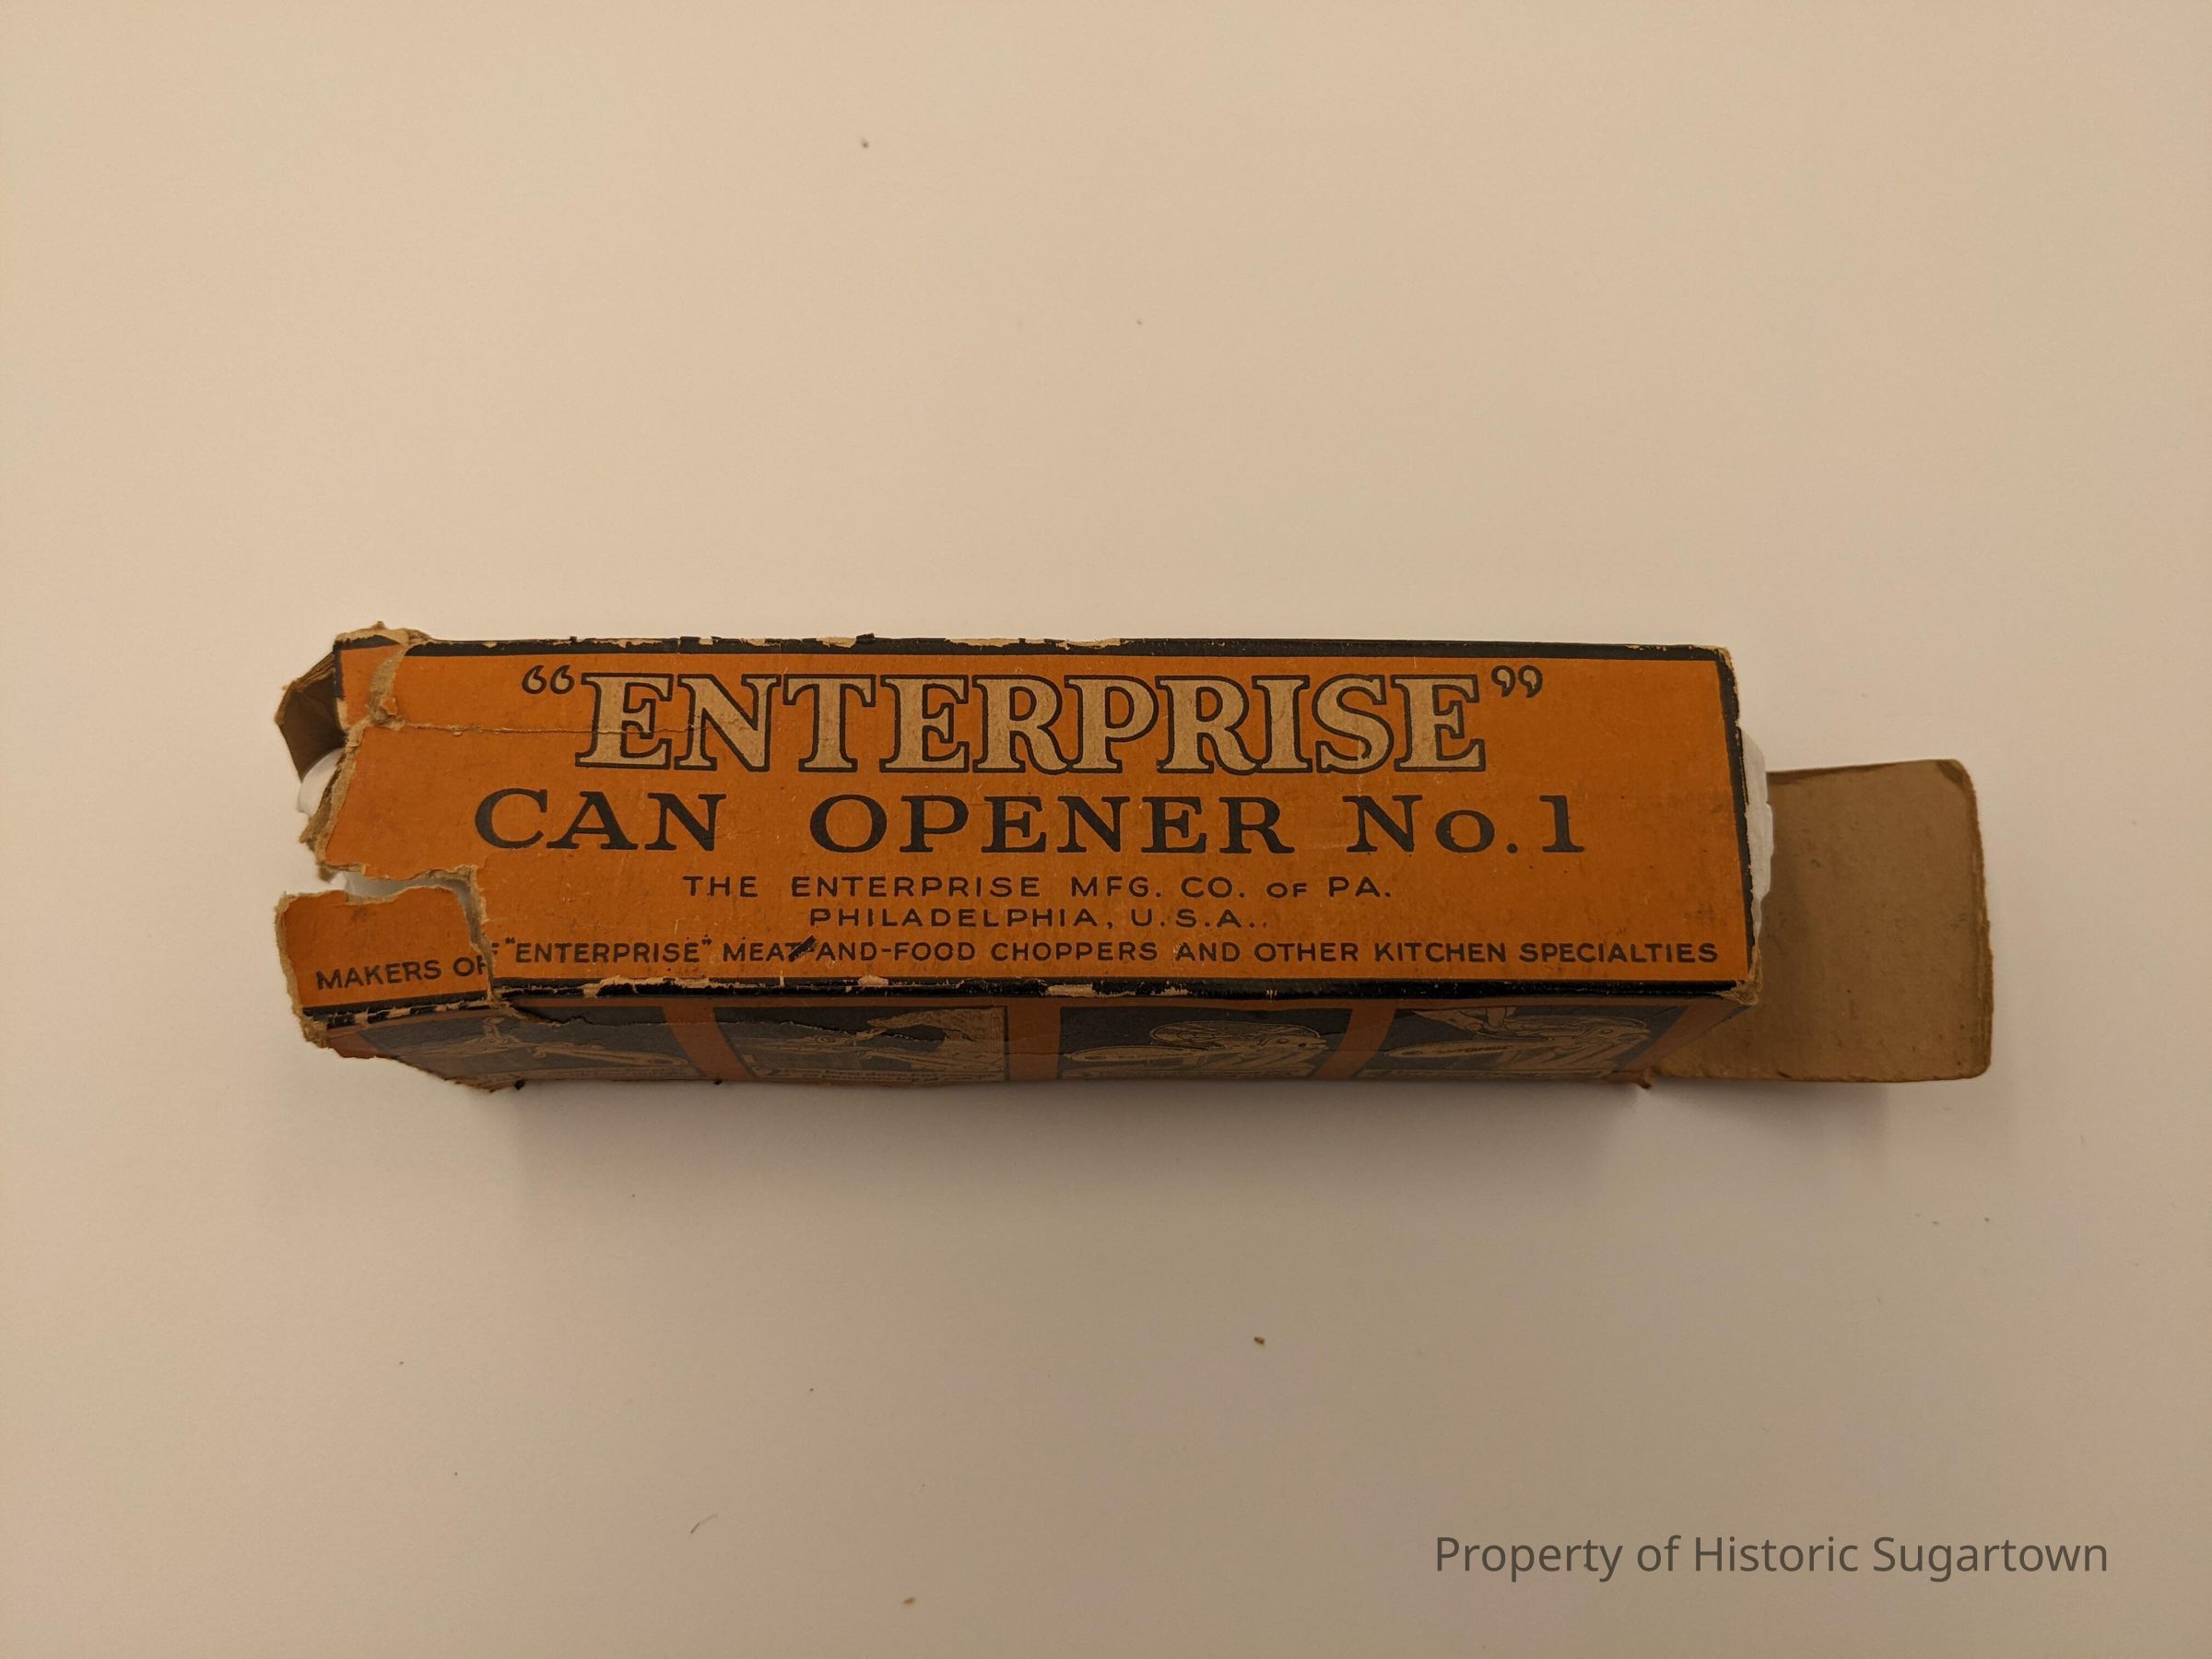 “ENTERPRISE”
CAN OPENER No. 1
THE ENTERPRISE MFG. CO. OF PA.
PHILADELPHIA, U.S.A..
MAKERS OF "ENTERPRISE" MEAT-AND-FOOD CHOPPERS AND OTHER KITCHEN SPECIALTIES
Property of Historic Sugartown